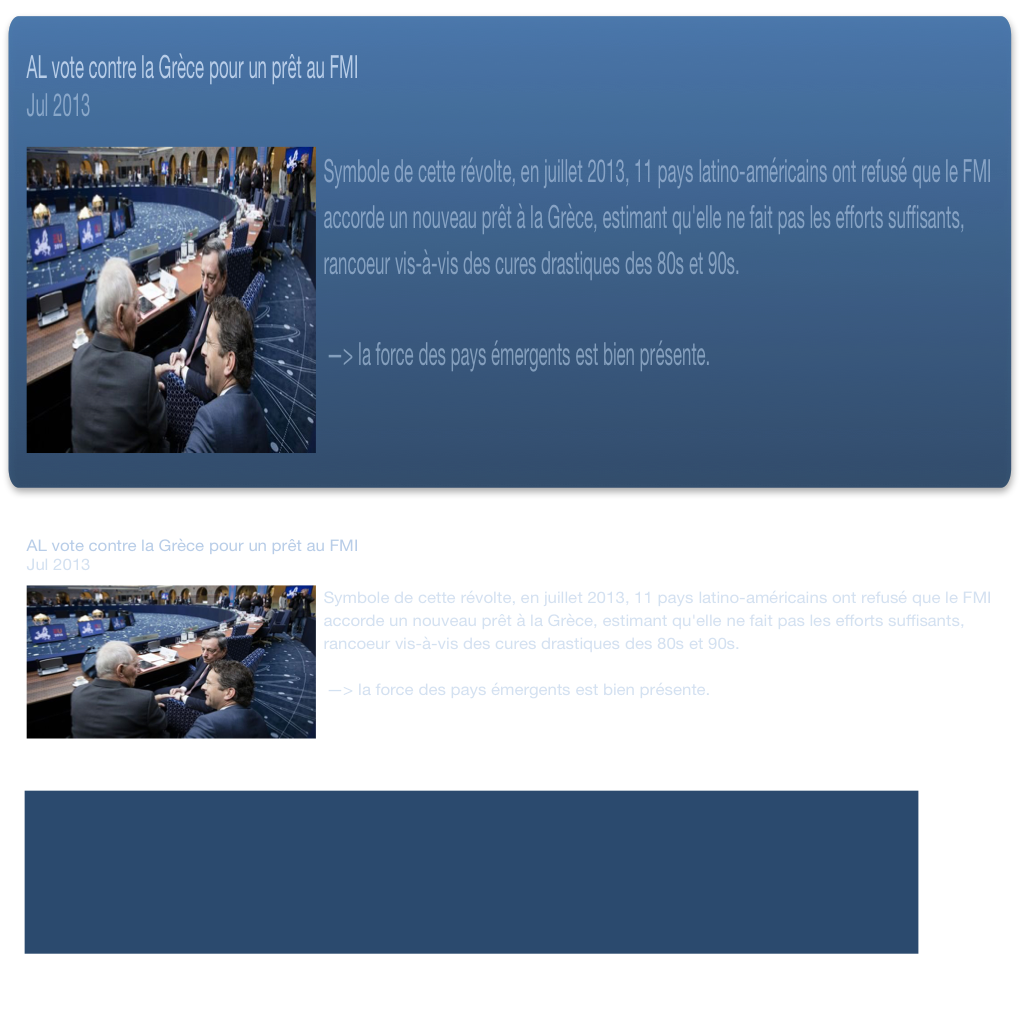 AL vote contre la Grèce pour un prêt au FMI
Jul 2013
Symbole de cette révolte, en juillet 2013, 11 pays latino-américains ont refusé que le FMI
accorde un nouveau prêt à la Grèce, estimant qu'elle ne fait pas les efforts suffisants,
rancoeur vis-à-vis des cures drastiques des 80s et 90s.
—> la force des pays émergents est bien présente.
AL vote contre la Grèce pour un prêt au FMI
Jul 2013
Symbole de cette révolte, en juillet 2013, 11 pays latino-américains ont refusé que le FMI
accorde un nouveau prêt à la Grèce, estimant qu'elle ne fait pas les efforts suffisants,
rancoeur vis-à-vis des cures drastiques des 80s et 90s.
—> la force des pays émergents est bien présente.